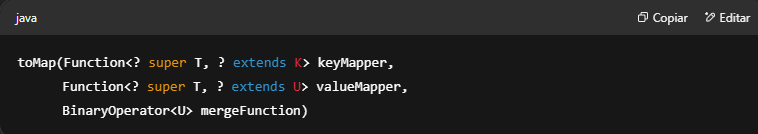 java Copiar Editar
toMap(Function<? super T, ? extends K> keyMapper,
      Function<? super T, ? extends U> valueMapper,
      BinaryOperator<U> mergeFunction)